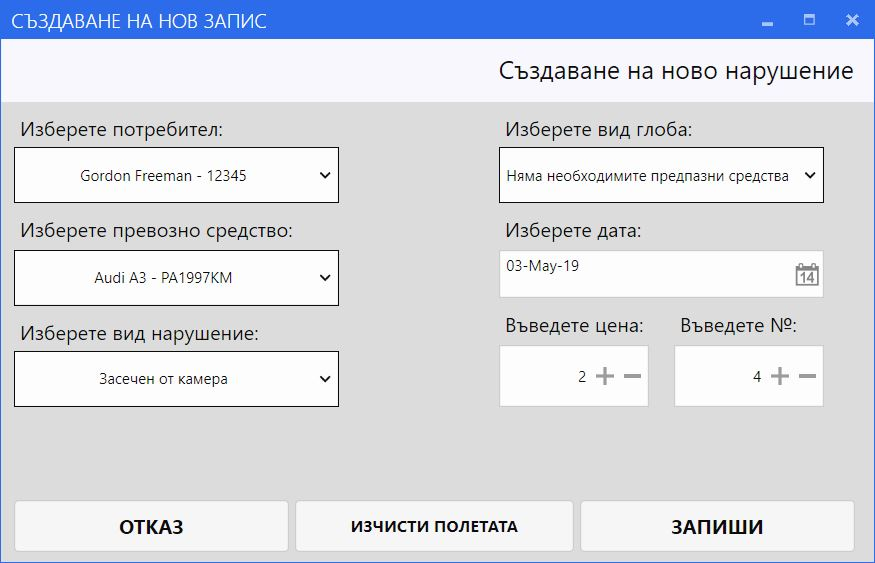 СЪЗДАВАНЕ НА НОВ ЗАПИС
Създаване на ново нарушение
Изберете потребител:
Gordon Freeman - 12345
Изберете превозно средство:
Audi A3 - PA1997KM
Изберете вид нарушение:
Засечен от камера
Изберете вид глоба:
Няма необходимите предпазни средства
Изберете дата:
03-May-19
14
Въведете цена: Въведете №:
2 4
ОТКАЗ ИЗЧИСТИ ПОЛЕТАТА ЗАПИШИ